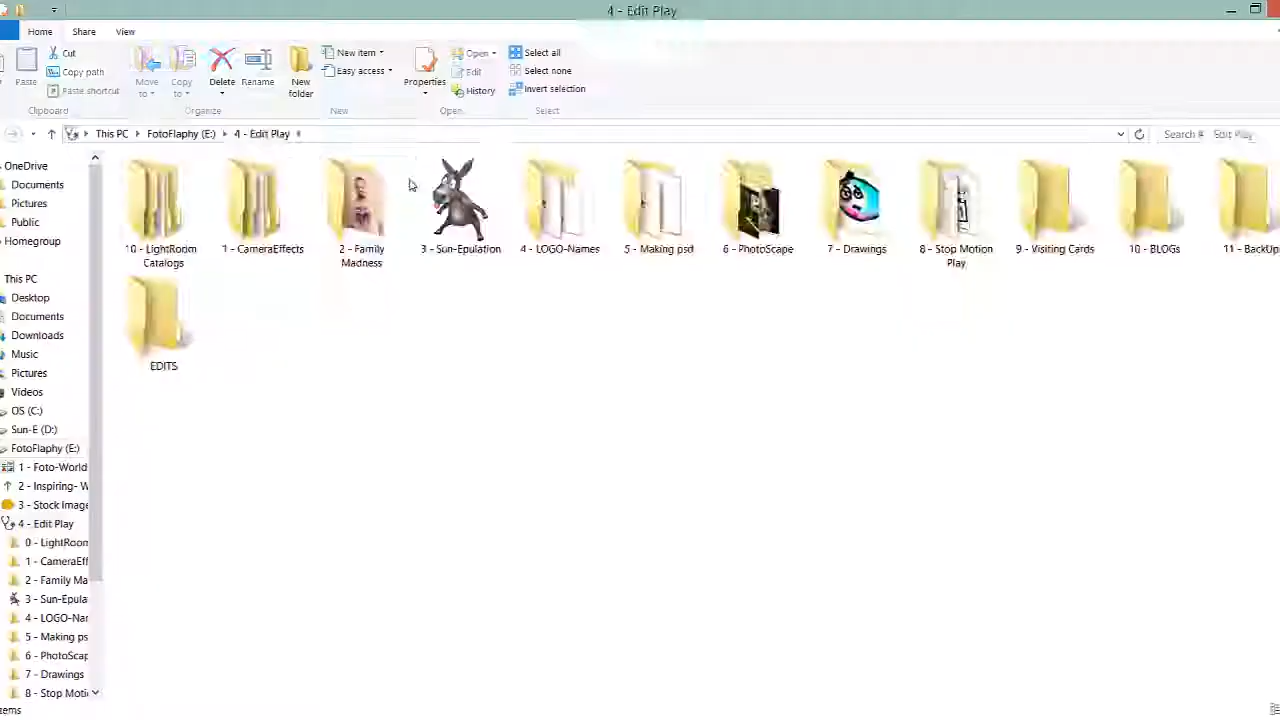 4 - Edit Play
Home Share View
Cut
Copy path
Paste shortcut
Paste
Clipboard
Move to
Copy to
Delete
Rename
Organize
New folder
New item
Easy access
New
Properties
Open
Edit
History
Open
Select all
Select none
Invert selection
Select
This PC FotoFlaphy (E:) 4 - Edit Play
Search Edit Play
OneDrive
Documents
Pictures
Public
Homegroup
This PC
Desktop
Documents
Downloads
Music
Pictures
Videos
OS (C:)
Sun-E (D:)
FotoFlaphy (E:)
1 - Foto-World
2 - Inspiring- W
3 - Stock Image
4 - Edit Play
0 - LightRoom
1 - CameraEff
2 - Family Ma
3 - Sun-Epula
4 - LOGO-Nar
5 - Making ps
6 - PhotoScap
7 - Drawings
8 - Stop Moti
10 - LightRoom Catalogs
1 - CameraEffects
2 - Family Madness
3 - Sun-Epulation
4 - LOGO-Names
5 - Making psd
6 - PhotoScape
7 - Drawings
8 - Stop Motion Play
9 - Visiting Cards
10 - BLOGs
11 - BackUp
EDITS
tems